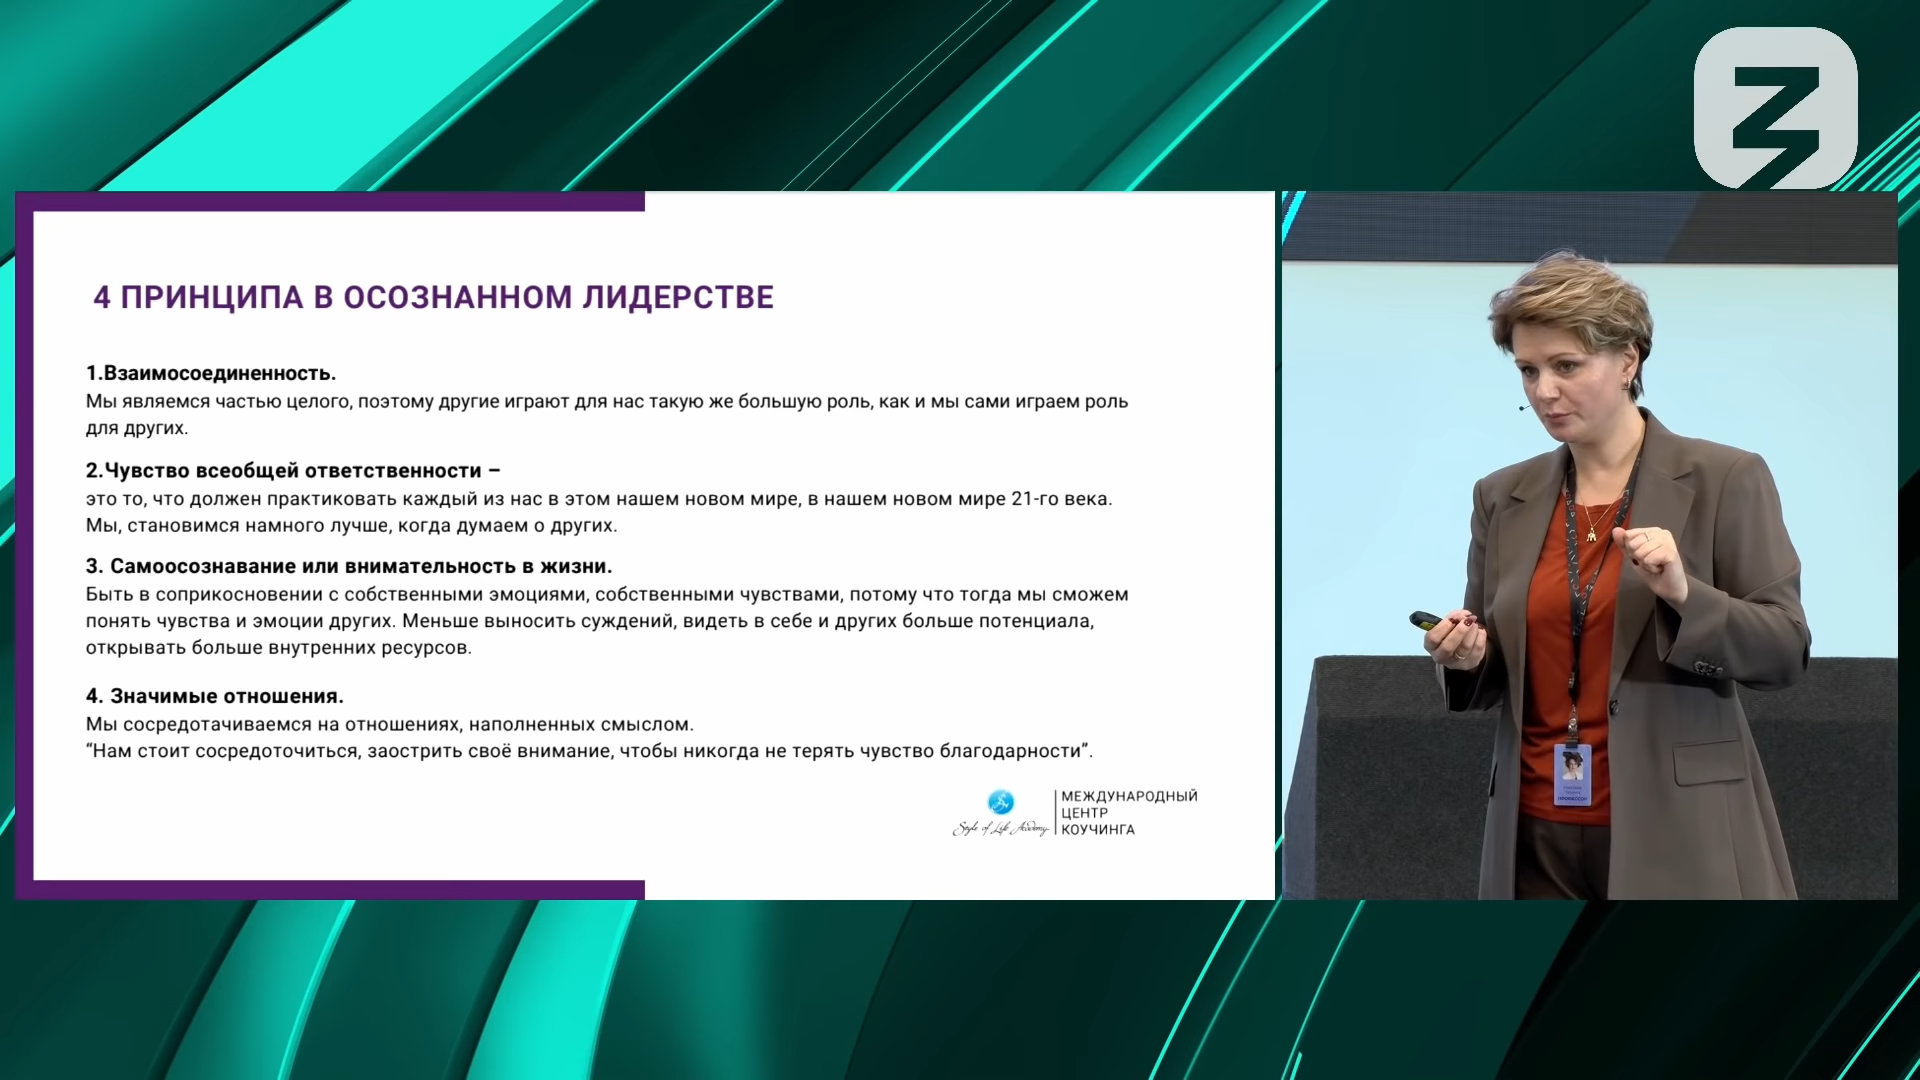 4 ПРИНЦИПА В ОСОЗНАННОМ ЛИДЕРСТВЕ
1.Взаимосоединенность.
Мы являемся частью целого, поэтому другие играют для нас такую же большую роль, как и мы сами играем роль
для других.
2.Чувство всеобщей ответственности –
это то, что должен практиковать каждый из нас в этом нашем новом мире, в нашем новом мире 21-го века.
Мы, становимся намного лучше, когда думаем о других.
3. Самоосознавание или внимательность в жизни.
Быть в соприкосновении с собственными эмоциями, собственными чувствами, потому что тогда мы сможем
понять чувства и эмоции других. Меньше выносить суждений, видеть в себе и других больше потенциала,
открывать больше внутренних ресурсов.
4. Значимые отношения.
Мы сосредотачиваемся на отношениях, наполненных смыслом.
“Нам стоит сосредоточиться, заострить своё внимание, чтобы никогда не терять чувство благодарности”.
Style of Life Academy
МЕЖДУНАРОДНЫЙ
ЦЕНТР
КОУЧИНГА